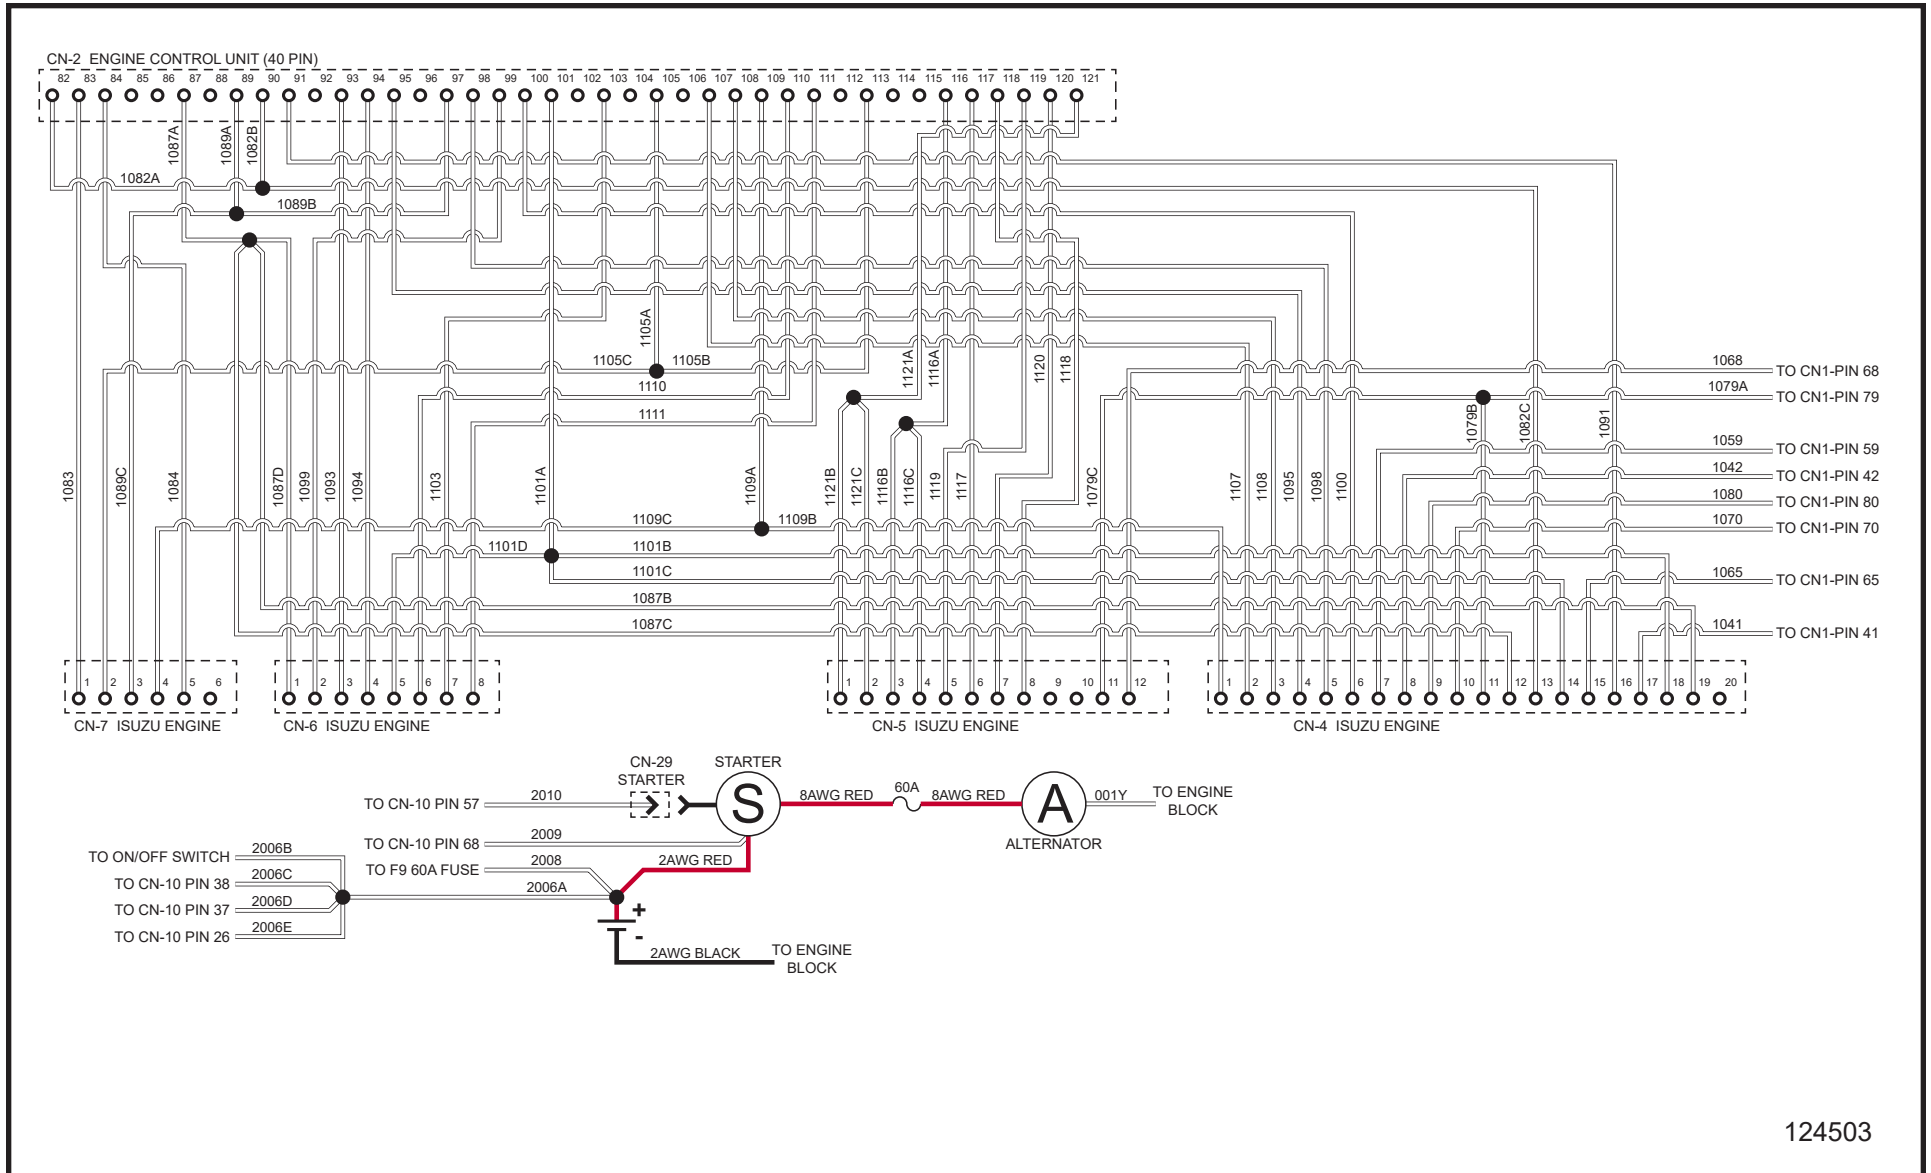 CN-2 ENGINE CONTROL UNIT (40 PIN)
82 83 84 85 86 87 88 89 90 91 92 93 94 95 96 97 98 99 100 101 102 103 104 105 106 107 108 109 110 111 112 113 114 115 116 117 118 119 120 121
1087A
1089A
1082B
1082A
1089B
1105A
1105C
1105B
1121A
1116A
1120
1118
1068
TO CN1-PIN 68
1110
1079A
TO CN1-PIN 79
1111
1079B
1082C
1091
1059
TO CN1-PIN 59
1083
1089C
1084
1087D
1099
1093
1094
1103
1101A
1109A
1121B
1121C
1116B
1116C
1119
1117
1079C
1107
1108
1095
1098
1100
1042
TO CN1-PIN 42
1080
TO CN1-PIN 80
1109C
1109B
1070
TO CN1-PIN 70
1101D
1101B
1101C
1065
TO CN1-PIN 65
1087B
1087C
1041
TO CN1-PIN 41
1 2 3 4 5 6
CN-7 ISUZU ENGINE
1 2 3 4 5 6 7 8
CN-6 ISUZU ENGINE
1 2 3 4 5 6 7 8 9 10 11 12
CN-5 ISUZU ENGINE
1 2 3 4 5 6 7 8 9 10 11 12 13 14 15 16 17 18 19 20
CN-4 ISUZU ENGINE
CN-29
STARTER
STARTER
S
TO CN-10 PIN 57
2010
8AWG RED
60A
8AWG RED
A
ALTERNATOR
001Y
TO ENGINE
BLOCK
TO CN-10 PIN 68
2009
TO F9 60A FUSE
2008
2AWG RED
TO ON/OFF SWITCH
2006B
TO CN-10 PIN 38
2006C
2006A
TO CN-10 PIN 37
2006D
TO CN-10 PIN 26
2006E
+
-
2AWG BLACK
TO ENGINE
BLOCK
124503